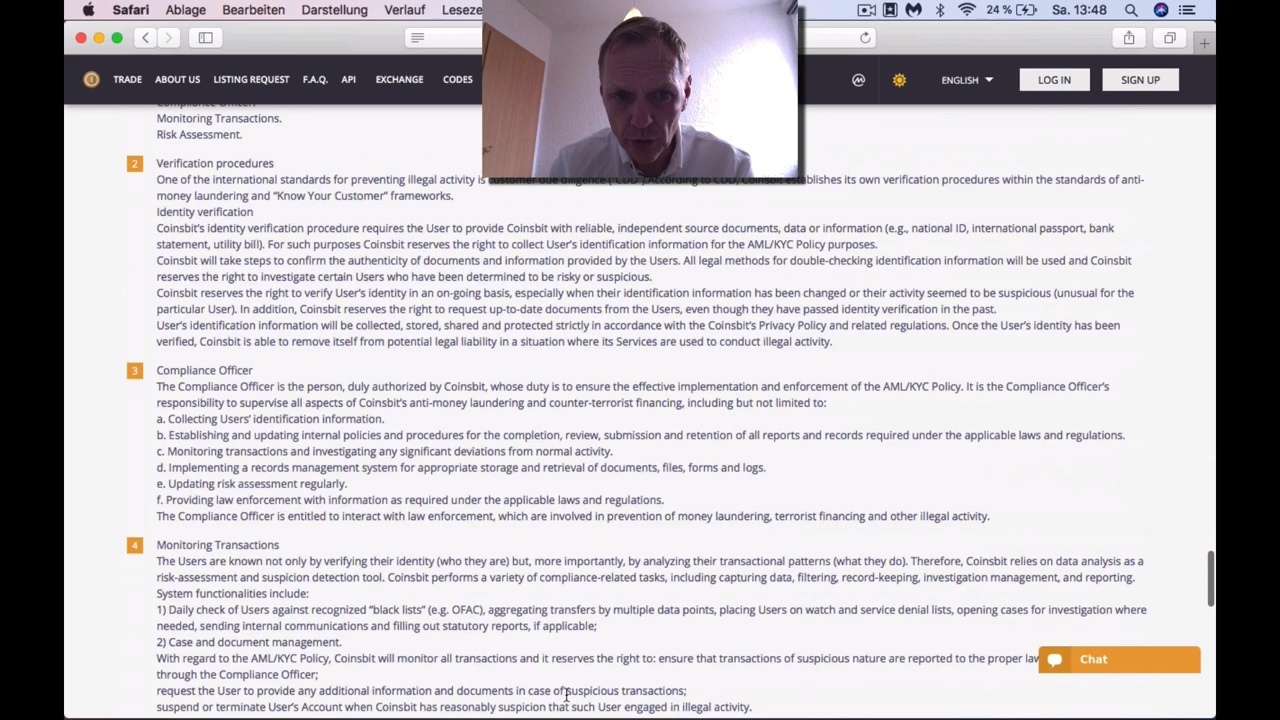 Safari Ablage Bearbeiten Darstellung Verlauf Leseze 24 % Sa. 13:48
TRADE ABOUT US LISTING REQUEST F.A.Q. API EXCHANGE CODES ENGLISH LOG IN SIGN UP
Compliance Officer.
Monitoring Transactions.
Risk Assessment.
2 Verification procedures
One of the international standards for preventing illegal activity is customer due diligence ("CDD").According to CDD, Coinsbit establishes its own verification procedures within the standards of anti-
money laundering and “Know Your Customer” frameworks.
Identity verification
Coinsbit’s identity verification procedure requires the User to provide Coinsbit with reliable, independent source documents, data or information (e.g., national ID, international passport, bank
statement, utility bill). For such purposes Coinsbit reserves the right to collect User’s identification information for the AML/KYC Policy purposes.
Coinsbit will take steps to confirm the authenticity of documents and information provided by the Users. All legal methods for double-checking identification information will be used and Coinsbit
reserves the right to investigate certain Users who have been determined to be risky or suspicious.
Coinsbit reserves the right to verify User’s identity in an on-going basis, especially when their identification information has been changed or their activity seemed to be suspicious (unusual for the
particular User). In addition, Coinsbit reserves the right to request up-to-date documents from the Users, even though they have passed identity verification in the past.
User’s identification information will be collected, stored, shared and protected strictly in accordance with the Coinsbit’s Privacy Policy and related regulations. Once the User’s identity has been
verified, Coinsbit is able to remove itself from potential legal liability in a situation where its Services are used to conduct illegal activity.
3 Compliance Officer
The Compliance Officer is the person, duly authorized by Coinsbit, whose duty is to ensure the effective implementation and enforcement of the AML/KYC Policy. It is the Compliance Officer’s
responsibility to supervise all aspects of Coinsbit’s anti-money laundering and counter-terrorist financing, including but not limited to:
a. Collecting Users’ identification information.
b. Establishing and updating internal policies and procedures for the completion, review, submission and retention of all reports and records required under the applicable laws and regulations.
c. Monitoring transactions and investigating any significant deviations from normal activity.
d. Implementing a records management system for appropriate storage and retrieval of documents, files, forms and logs.
e. Updating risk assessment regularly.
f. Providing law enforcement with information as required under the applicable laws and regulations.
The Compliance Officer is entitled to interact with law enforcement, which are involved in prevention of money laundering, terrorist financing and other illegal activity.
4 Monitoring Transactions
The Users are known not only by verifying their identity (who they are) but, more importantly, by analyzing their transactional patterns (what they do). Therefore, Coinsbit relies on data analysis as a
risk-assessment and suspicion detection tool. Coinsbit performs a variety of compliance-related tasks, including capturing data, filtering, record-keeping, investigation management, and reporting.
System functionalities include:
1) Daily check of Users against recognized “black lists” (e.g. OFAC), aggregating transfers by multiple data points, placing Users on watch and service denial lists, opening cases for investigation where
needed, sending internal communications and filling out statutory reports, if applicable;
2) Case and document management.
With regard to the AML/KYC Policy, Coinsbit will monitor all transactions and it reserves the right to: ensure that transactions of suspicious nature are reported to the proper lav
through the Compliance Officer;
request the User to provide any additional information and documents in case of suspicious transactions;
suspend or terminate User’s Account when Coinsbit has reasonably suspicion that such User engaged in illegal activity.
Chat